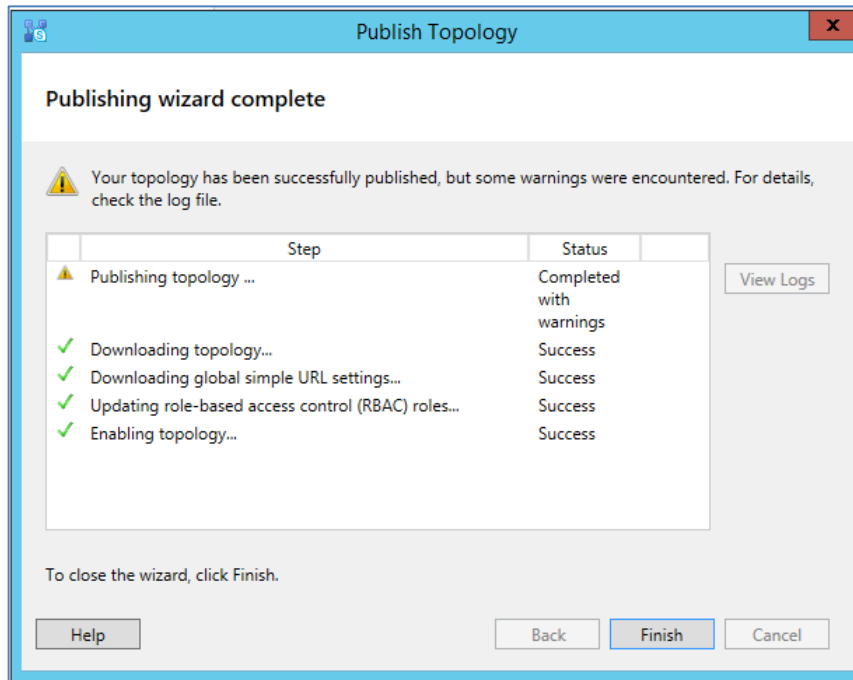 Publish Topology
x
Publishing wizard complete
Your topology has been successfully published, but some warnings were encountered. For details,
check the log file.
Step Status
Publishing topology ... Completed
with
warnings
View Logs
Downloading topology... Success
Downloading global simple URL settings... Success
Updating role-based access control (RBAC) roles... Success
Enabling topology... Success
To close the wizard, click Finish.
Help Back Finish Cancel